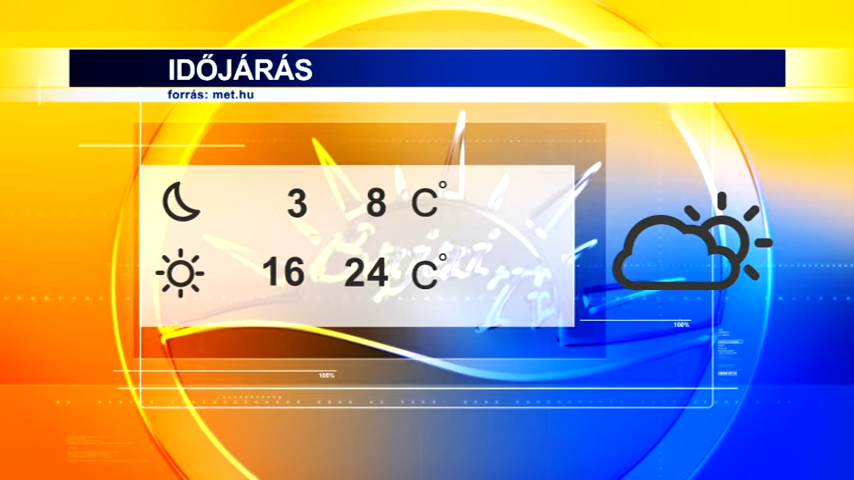 IDŐJÁRÁS
forrás: met.hu
3 8 C°
16 24 C°
100%
100%